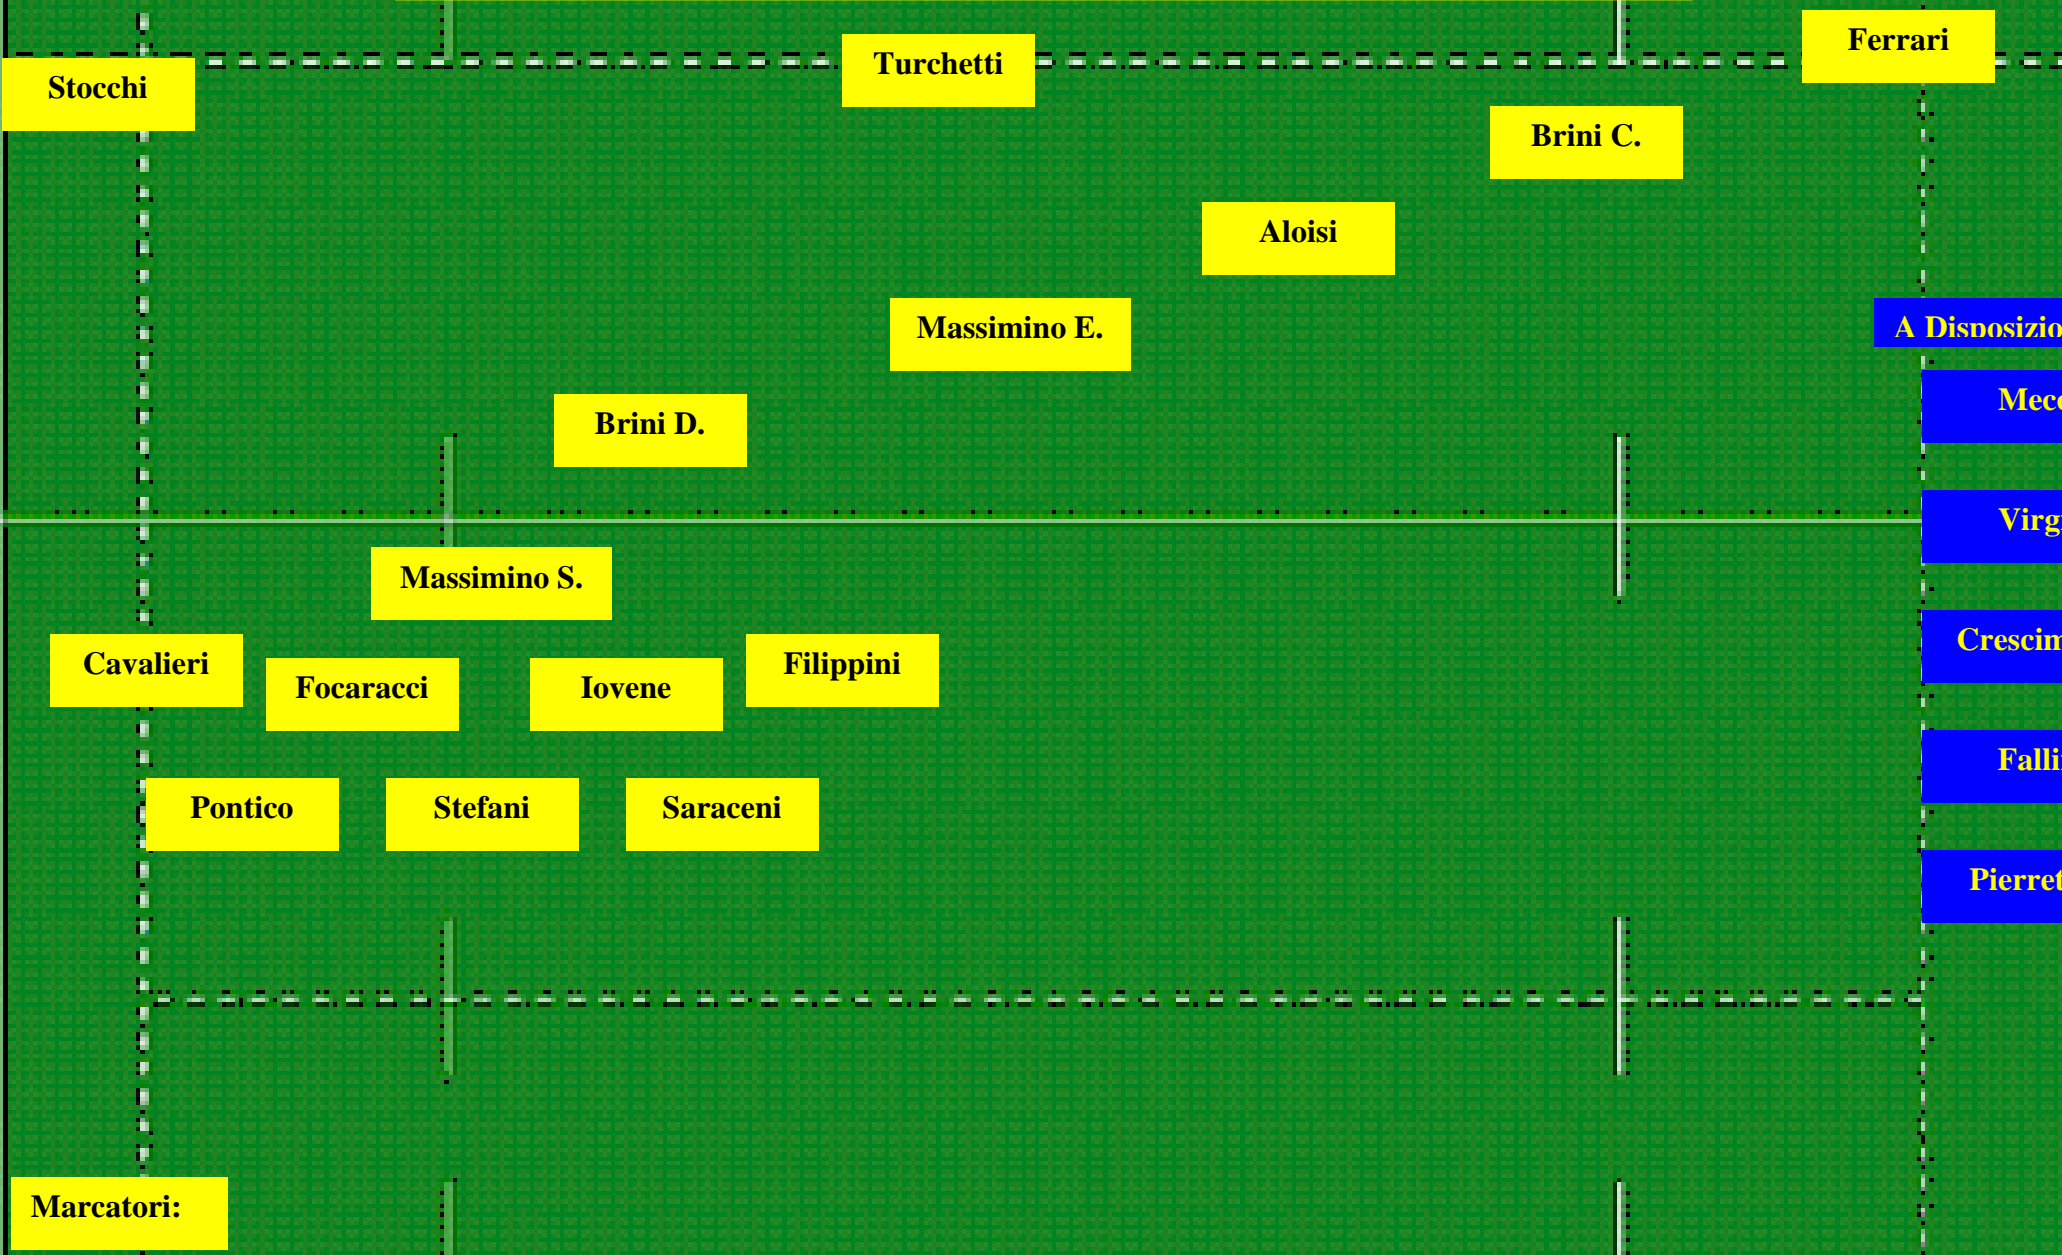 Ferrari
Turchetti
Stocchi
Brini C.
Aloisi
Massimino E.
A
Brini D.
Massimino S.
Cavalieri
Filippini
Focaracci
Iovene
Pontico
Stefani
Saraceni
Marcatori: